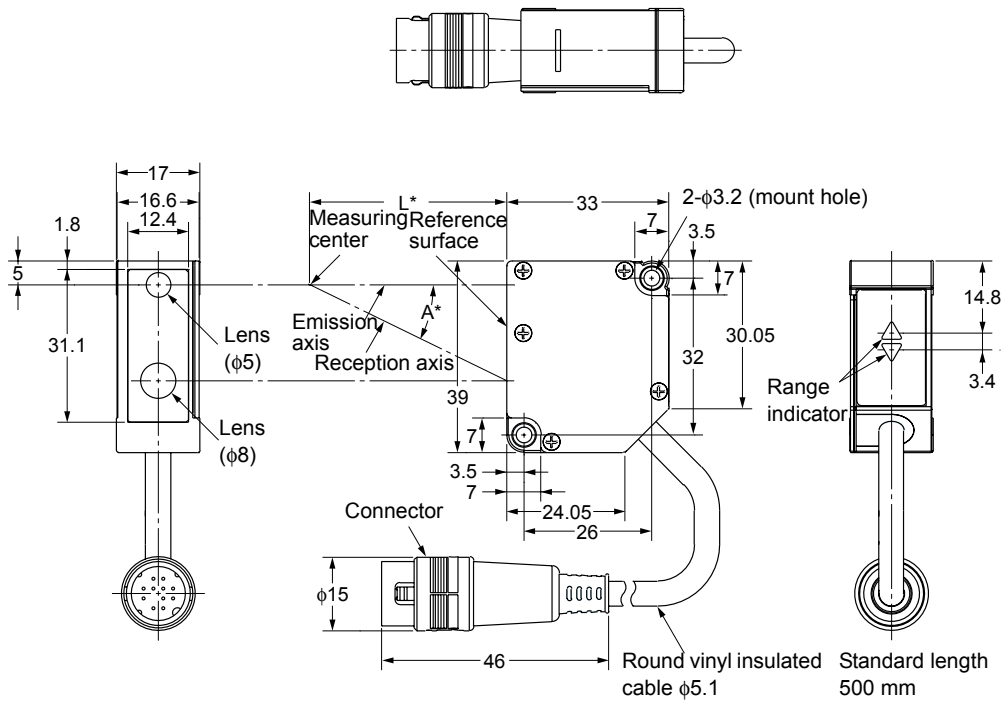 17
16.6
12.4
1.8
5
31.1
Lens
(ϕ5)
Lens
(ϕ8)
L*
33
2-ϕ3.2 (mount hole)
Measuring
center
Reference
surface
7
3.5
7
A*
Emission
axis
Reception axis
30.05
32
39
7
3.5
7
24.05
26
14.8
3.4
Range
indicator
Connector
ϕ15
46
Round vinyl insulated
cable ϕ5.1
Standard length
500 mm